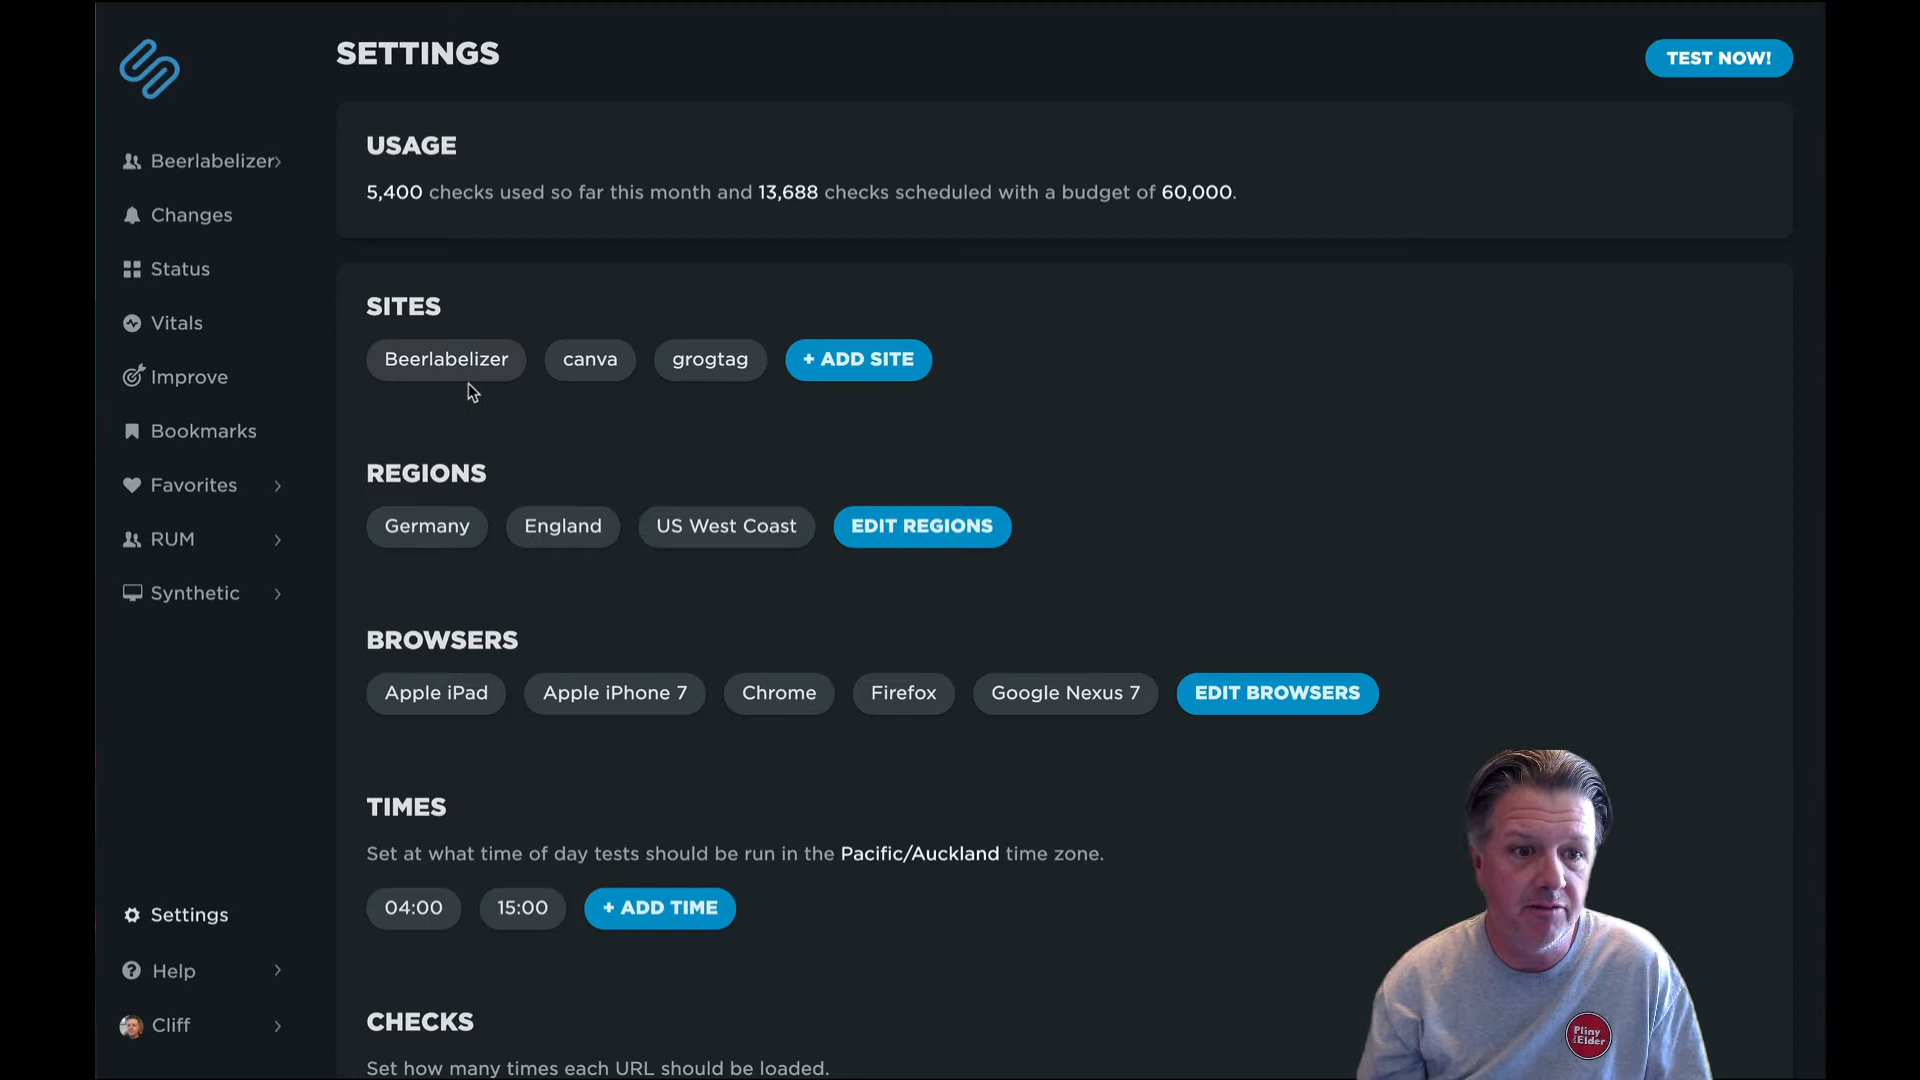 SETTINGS
TEST NOW!
Beerlabelizer
Changes
Status
Vitals
Improve
Bookmarks
Favorites
RUM
Synthetic
Settings
Help
Cliff
USAGE
5,400 checks used so far this month and 13,688 checks scheduled with a budget of 60,000.
SITES
Beerlabelizer canva grogtag + ADD SITE
REGIONS
Germany England US West Coast EDIT REGIONS
BROWSERS
Apple iPad Apple iPhone 7 Chrome Firefox Google Nexus 7 EDIT BROWSERS
TIMES
Set at what time of day tests should be run in the Pacific/Auckland time zone.
04:00 15:00 + ADD TIME
CHECKS
Set how many times each URL should be loaded.
Pliny
the Elder